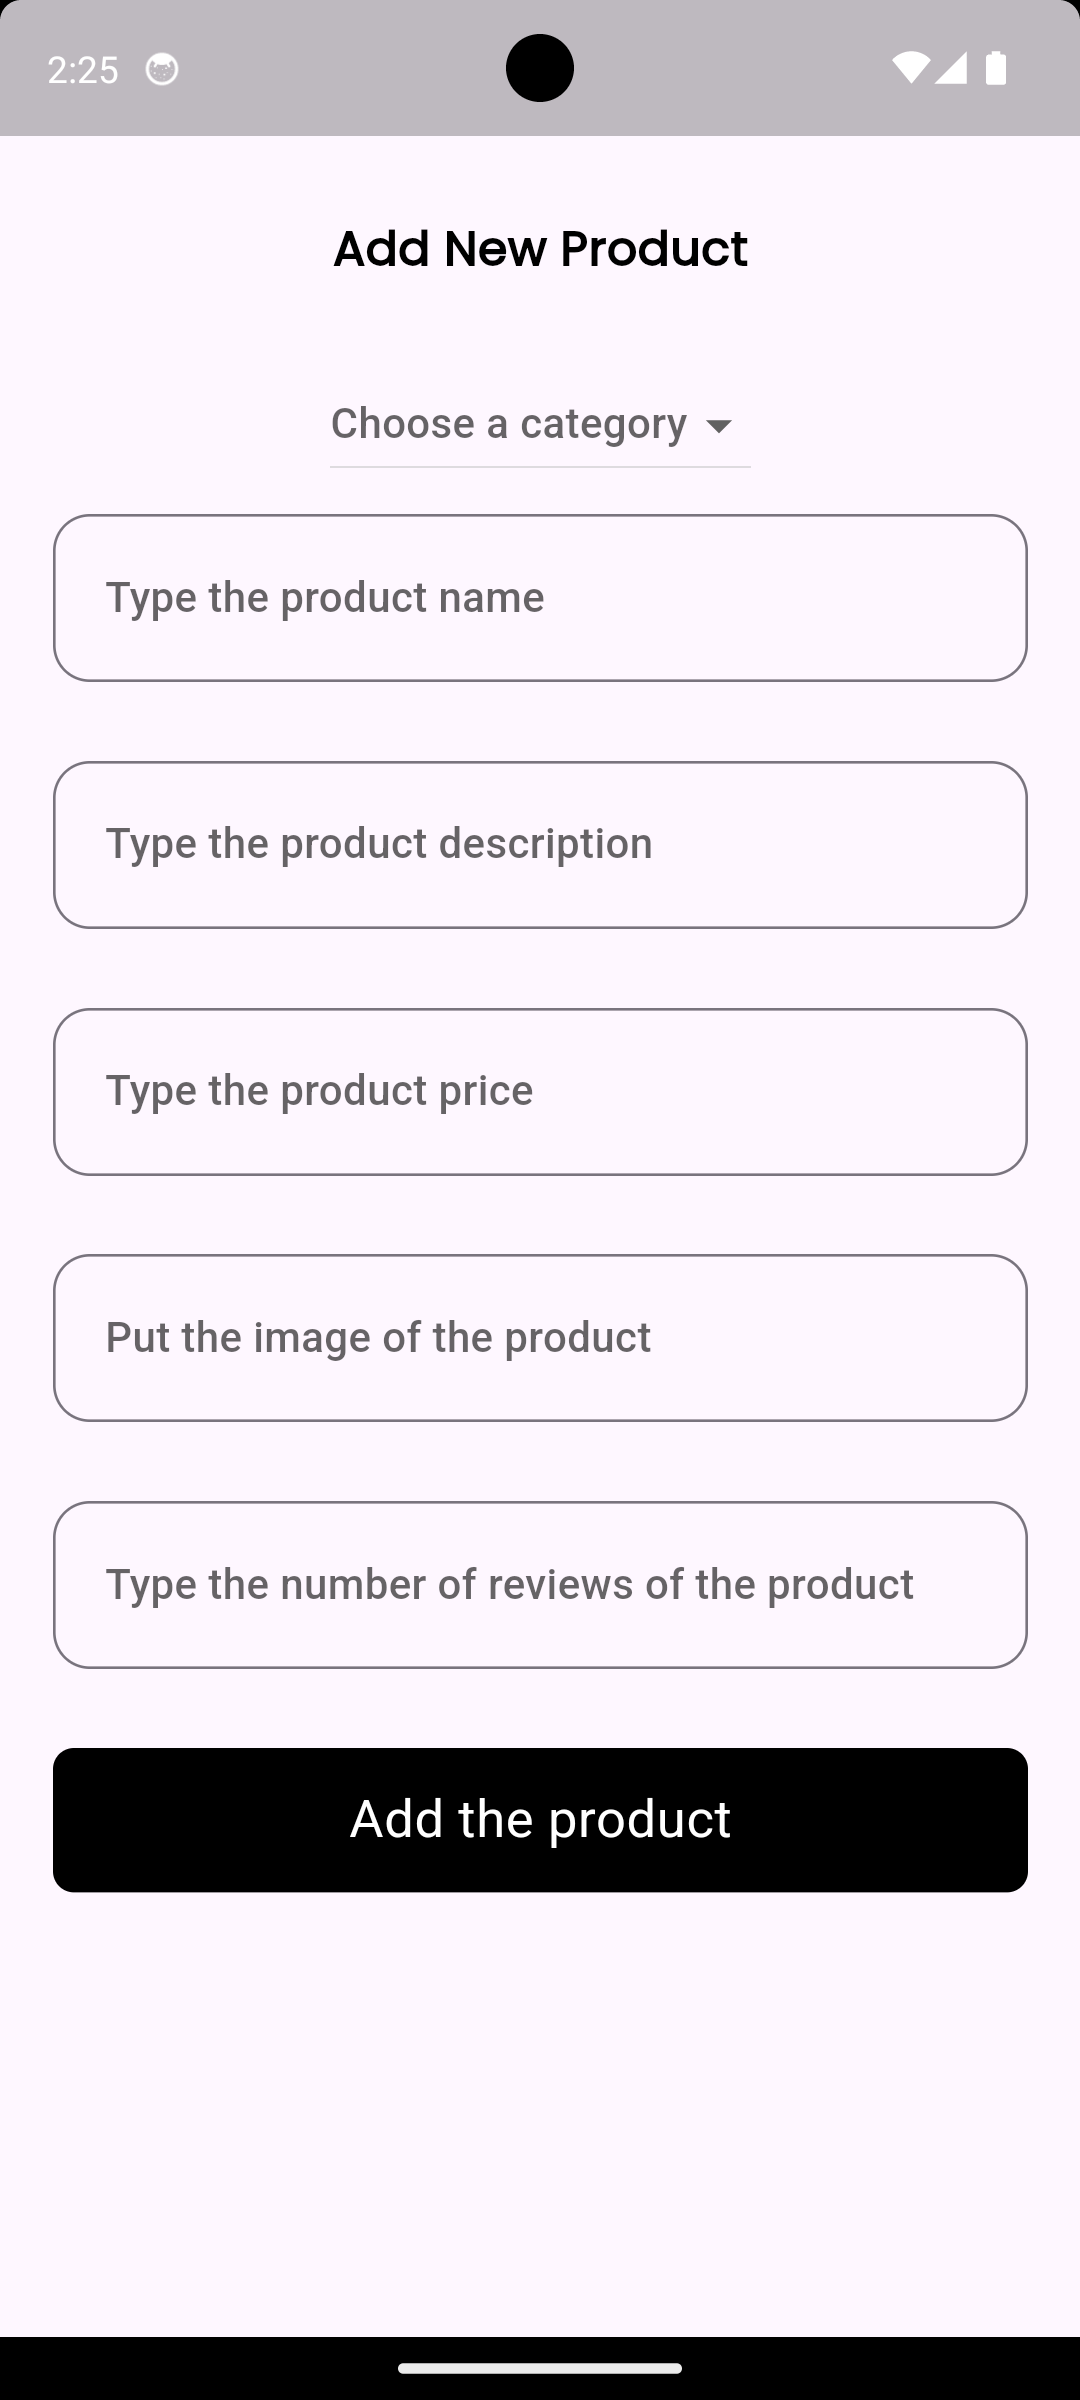 2:25
Add New Product
Choose a category
Type the product name
Type the product description
Type the product price
Put the image of the product
Type the number of reviews of the product
Add the product